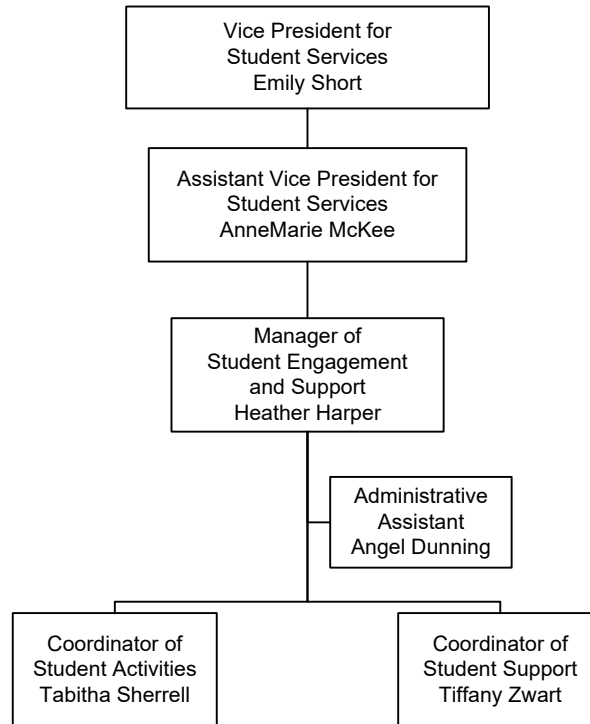 Vice President for
Student Services
Emily Short
Assistant Vice President for
Student Services
AnneMarie McKee
Manager of
Student Engagement
and Support
Heather Harper
Administrative
Assistant
Angel Dunning
Coordinator of
Student Activities
Tabitha Sherrell
Coordinator of
Student Support
Tiffany Zwart